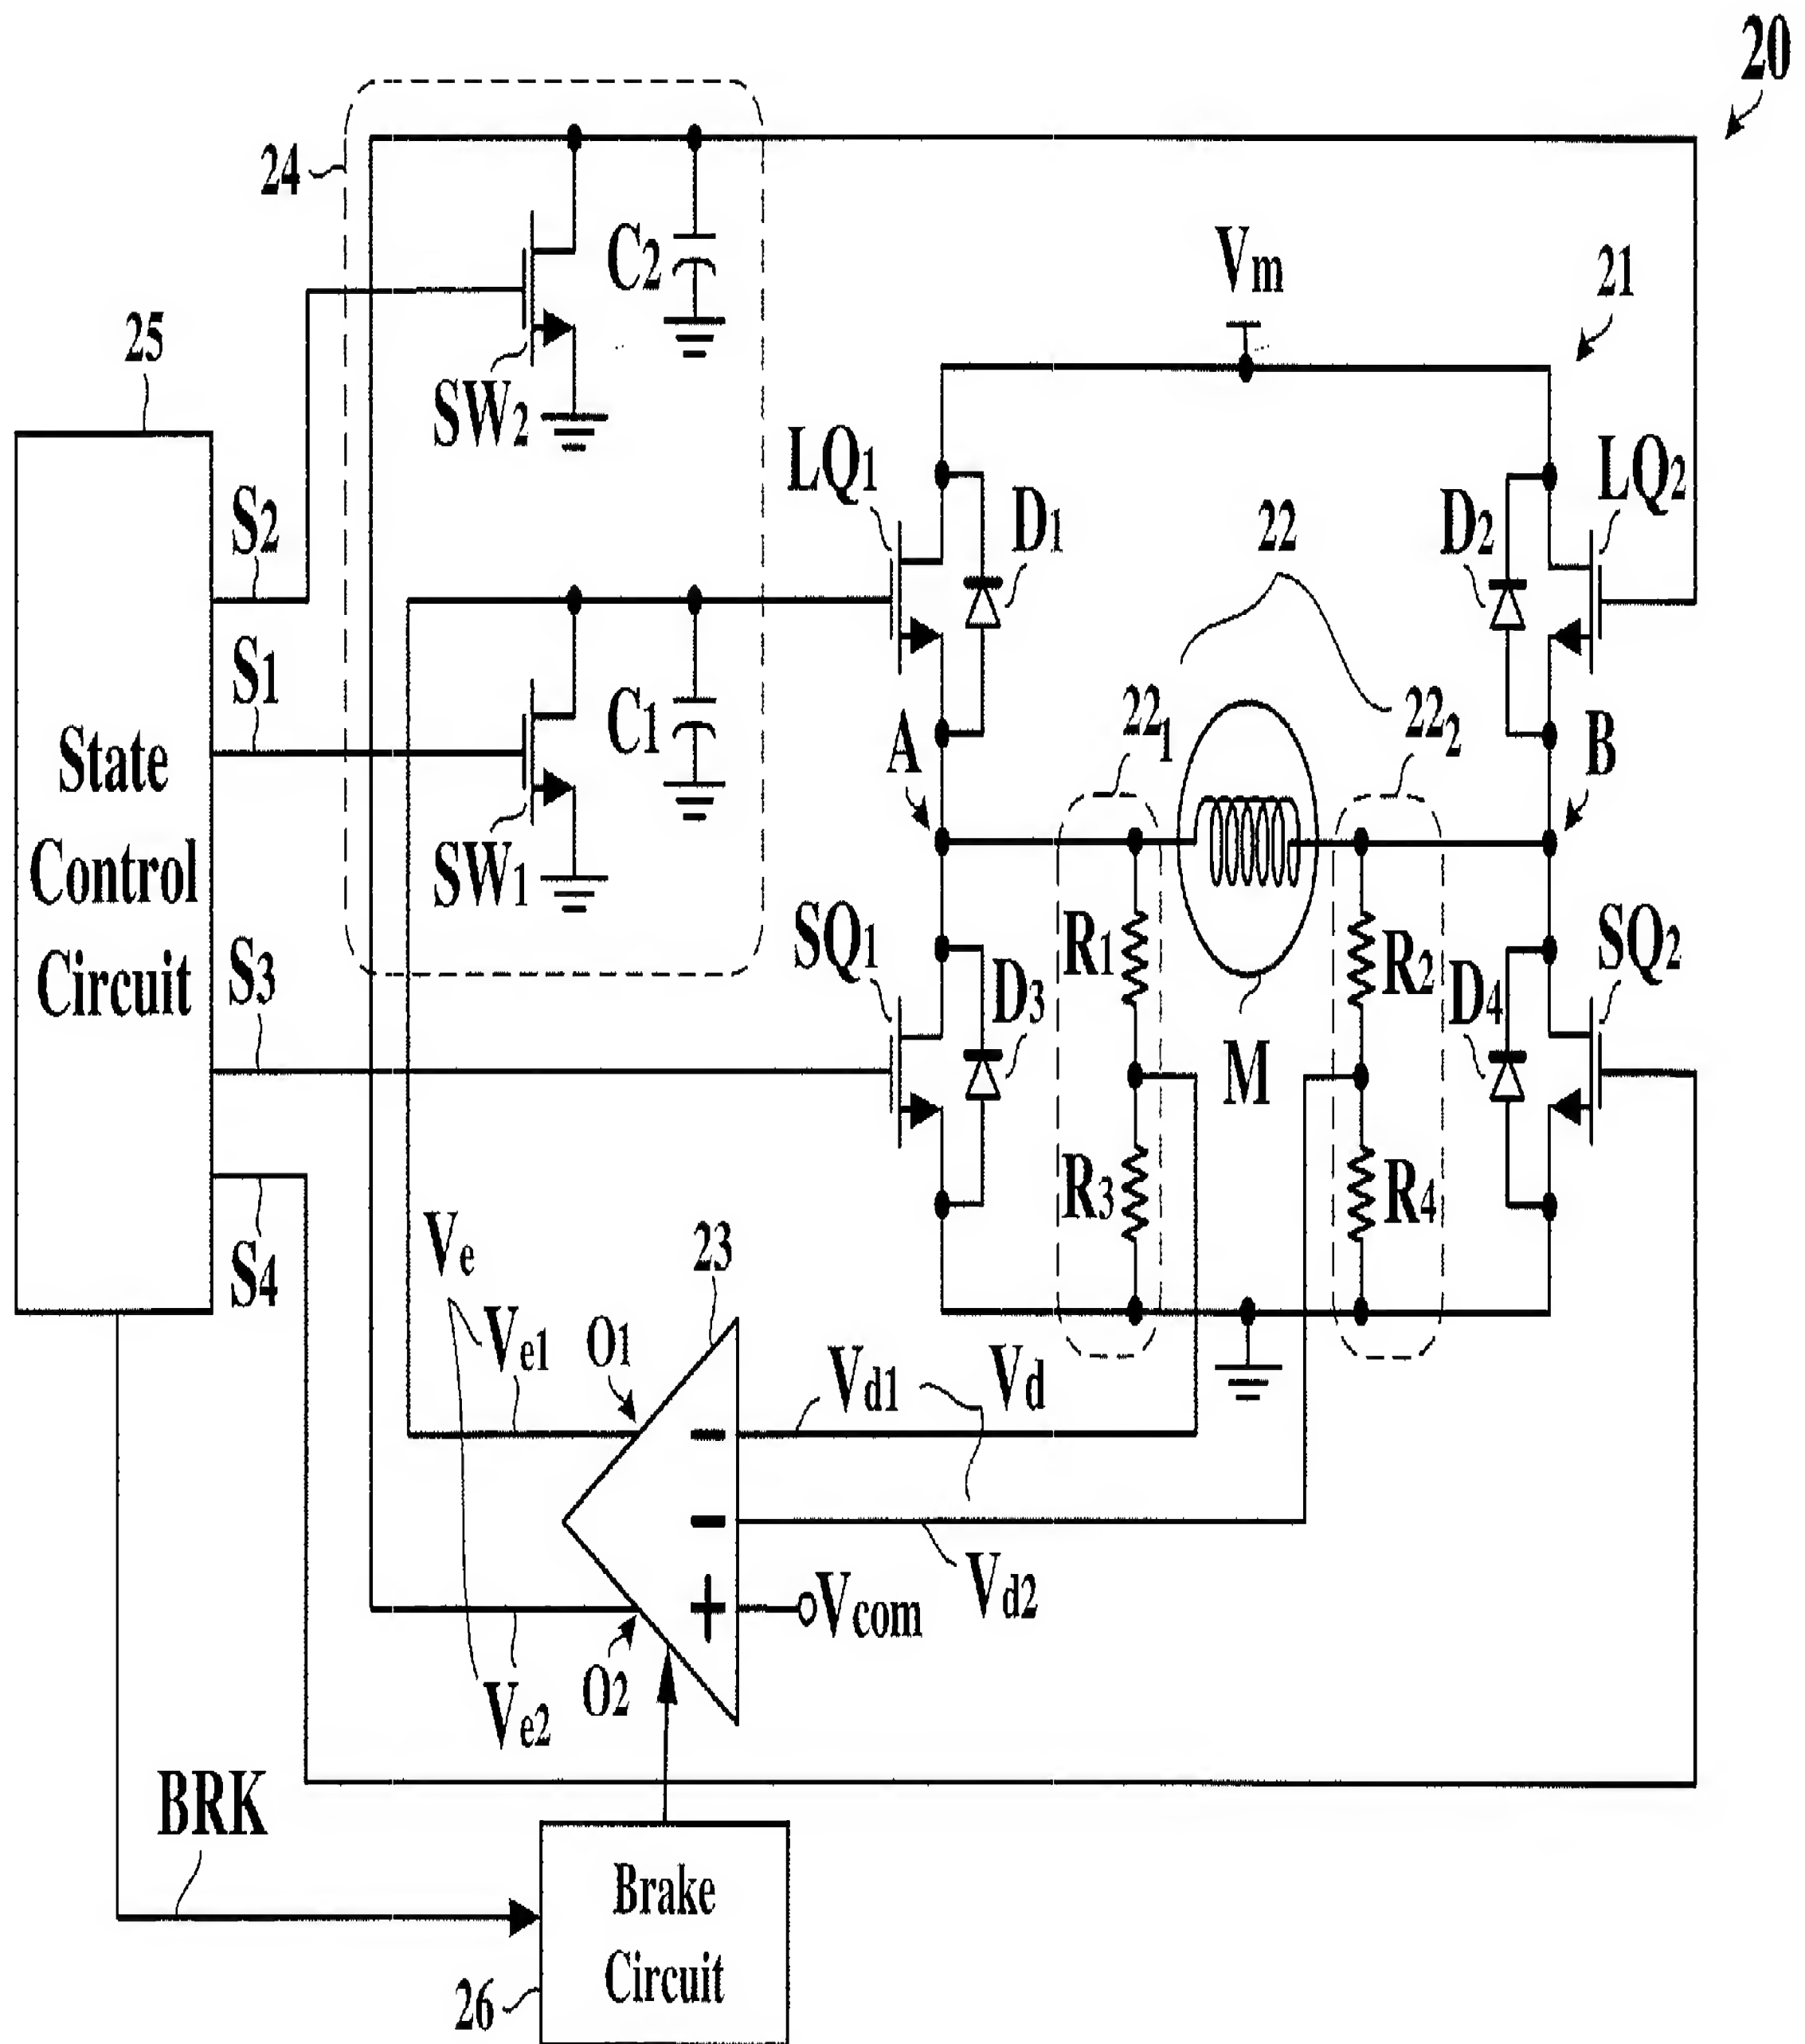 20
24
C2
Vm
21
25
SW2
LQ1
D1
22
D2
LQ2
S2
S1
C1
A
221
222
B
State
Control
Circuit
SW1
SQ1
R1
R2
SQ2
S3
D3
D4
M
R3
R4
S4
Ve
23
Ve1
O1
Vd1
Vd
Vd2
Vcom
O2
Ve2
BRK
Brake
Circuit
26